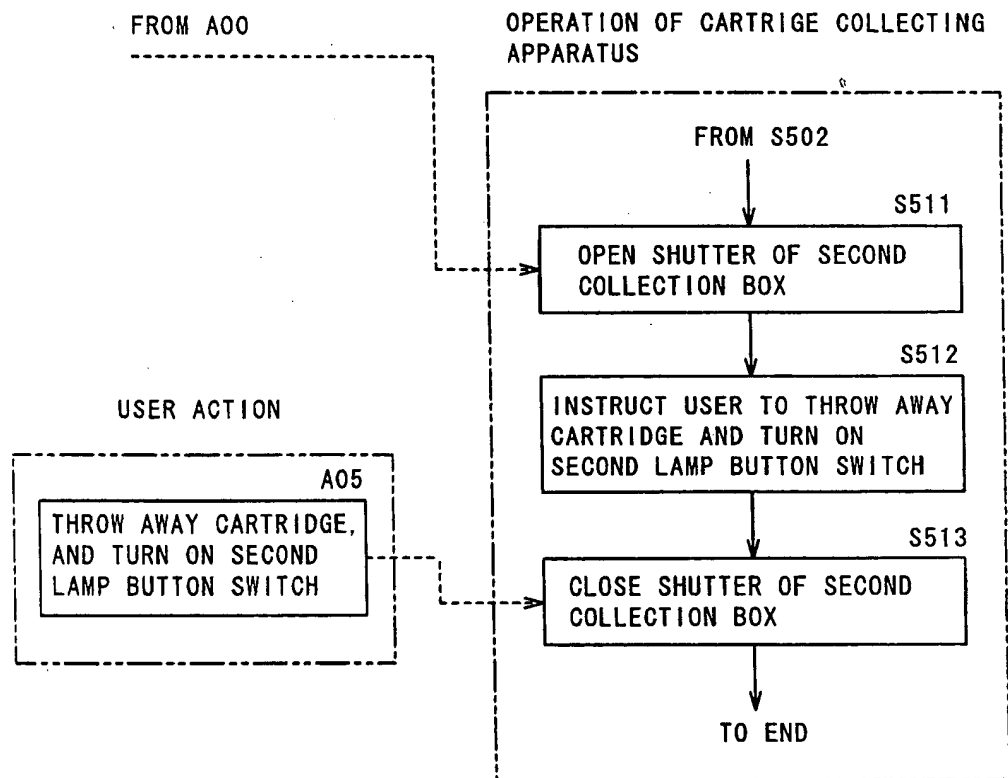 FROM A00
OPERATION OF CARTRIGE COLLECTING
APPARATUS
FROM S502
S511
OPEN SHUTTER OF SECOND
COLLECTION BOX
S512
INSTRUCT USER TO THROW AWAY
CARTRIDGE AND TURN ON
SECOND LAMP BUTTON SWITCH
USER ACTION
A05
THROW AWAY CARTRIDGE,
AND TURN ON SECOND
LAMP BUTTON SWITCH
S513
CLOSE SHUTTER OF SECOND
COLLECTION BOX
TO END